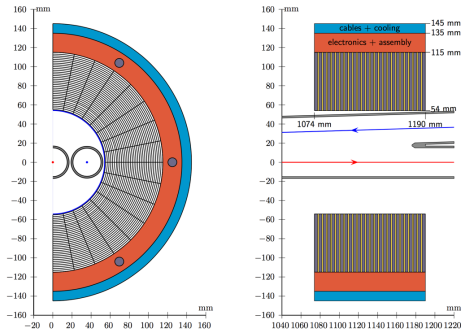 160 mm
140
120
100
80
60
40
20
0
−20
−40
−60
−80
−100
−120
−140
−160
−20 0 20 40 60 80 100 120 140 160
mm
160 mm
140
120
100
80
60
40
20
0
−20
−40
−60
−80
−100
−120
−140
−160
cables + cooling
electronics + assembly
145 mm
135 mm
115 mm
54 mm
1074 mm 1190 mm
mm
1040 1060 1080 1100 1120 1140 1160 1180 1200 1220